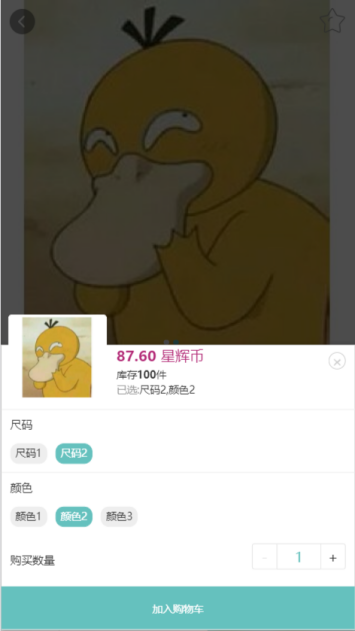 87.60 星辉币
库存100件
已选:尺码2,颜色2
尺码
尺码1 尺码2
颜色
颜色1 颜色2 颜色3
购买数量 - 1 +
加入购物车